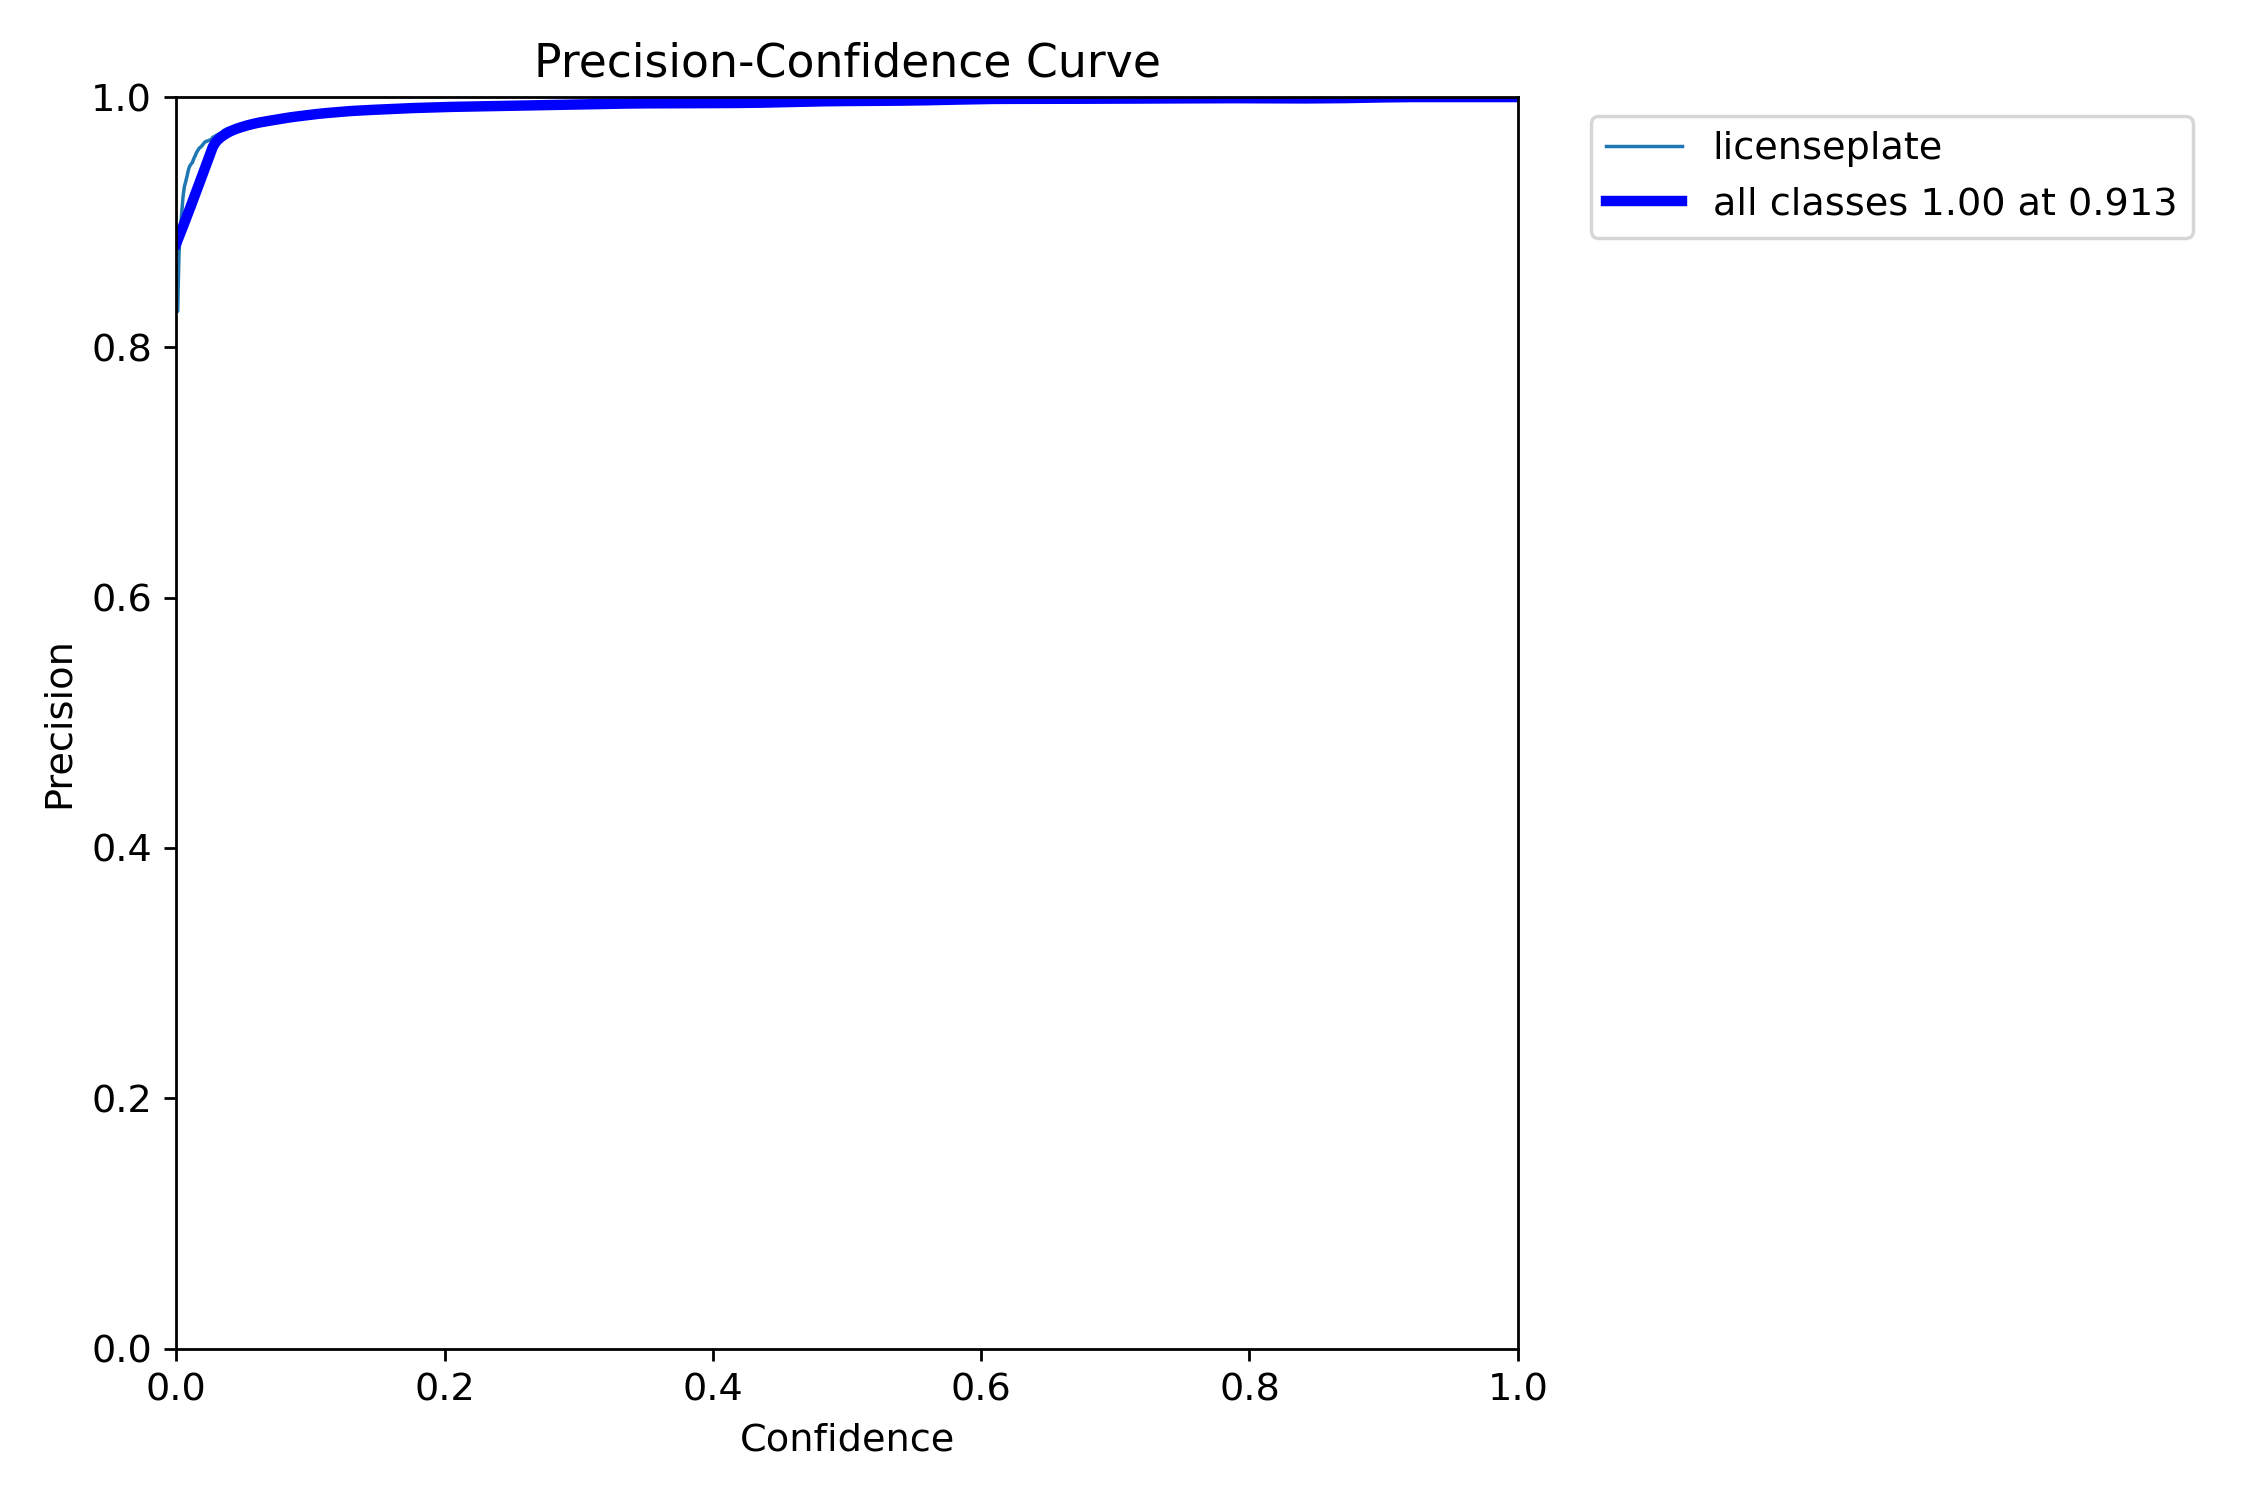 Precision-Confidence Curve
licenseplate
all classes 1.00 at 0.913
1.0
0.8
0.6
0.4
0.2
0.0
Precision
0.0 0.2 0.4 0.6 0.8 1.0
Confidence